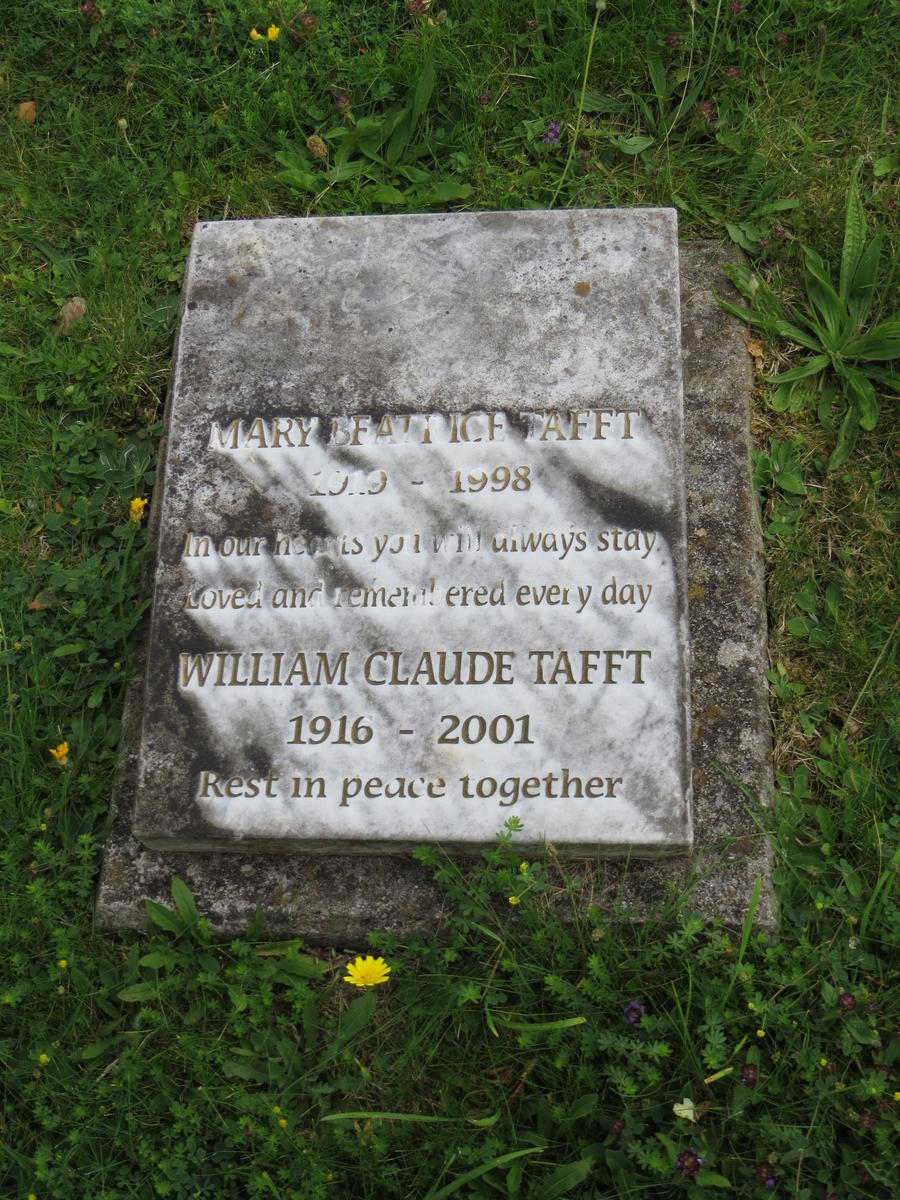 MARY BEATRICE TAFFT
1919 - 1998
In our hearts you will always stay,
Loved and remembered every day
WILLIAM CLAUDE TAFFT
1916 - 2001
Rest in peace together